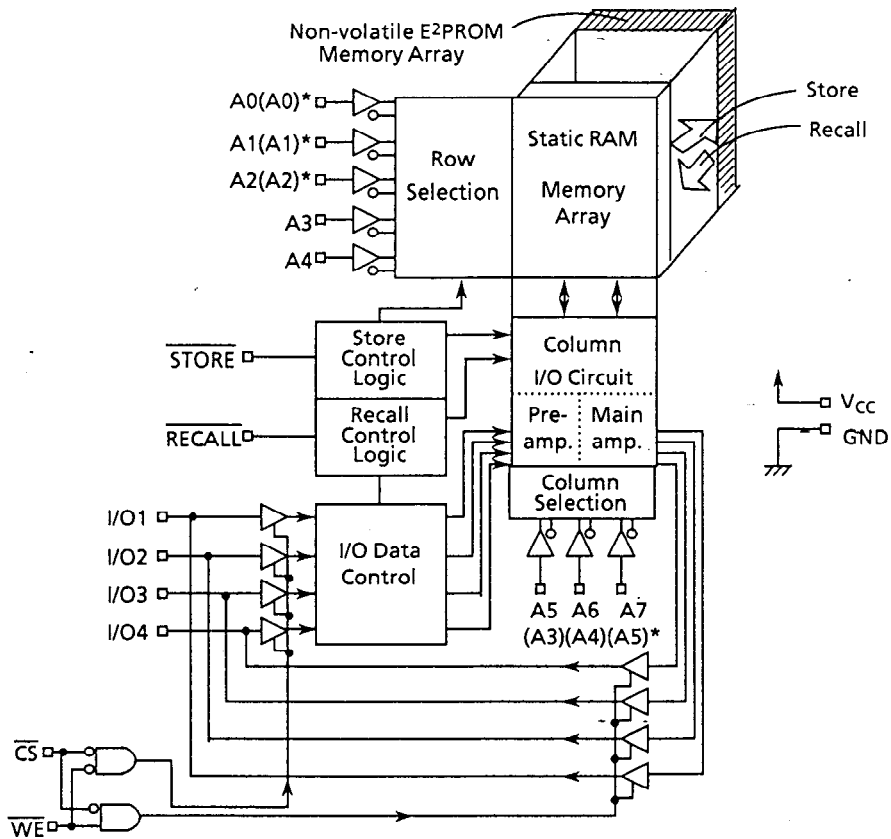 Non-volatile E²PROM
Memory Array
Store
Recall
A0(A0)*
A1(A1)*
A2(A2)*
A3
A4
Row
Selection
Static RAM
Memory
Array
STORE
RECALL
Store
Control
Logic
Recall
Control
Logic
Column
I/O Circuit
Pre-
amp.
Main
amp.
Column
Selection
VCC
GND
I/O1
I/O2
I/O3
I/O4
I/O Data
Control
A5 A6 A7
(A3)(A4)(A5)*
CS
WE